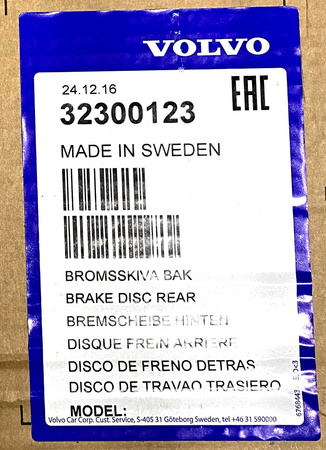 VOLVO
24.12.16
32300123
EAC
MADE IN SWEDEN
BROMSSKIVA BAK
BRAKE DISC REAR
BREMSCHEIBE HINTEN
DISQUE FREIN ARRIERE
DISCO DE FRENO DETRAS
DISCO DE TRAVAO TRASIERO
MODEL:
Volvo Car Corp. Cust. Service, S-405 31 Göteborg Sweden, tel +46 31 590000